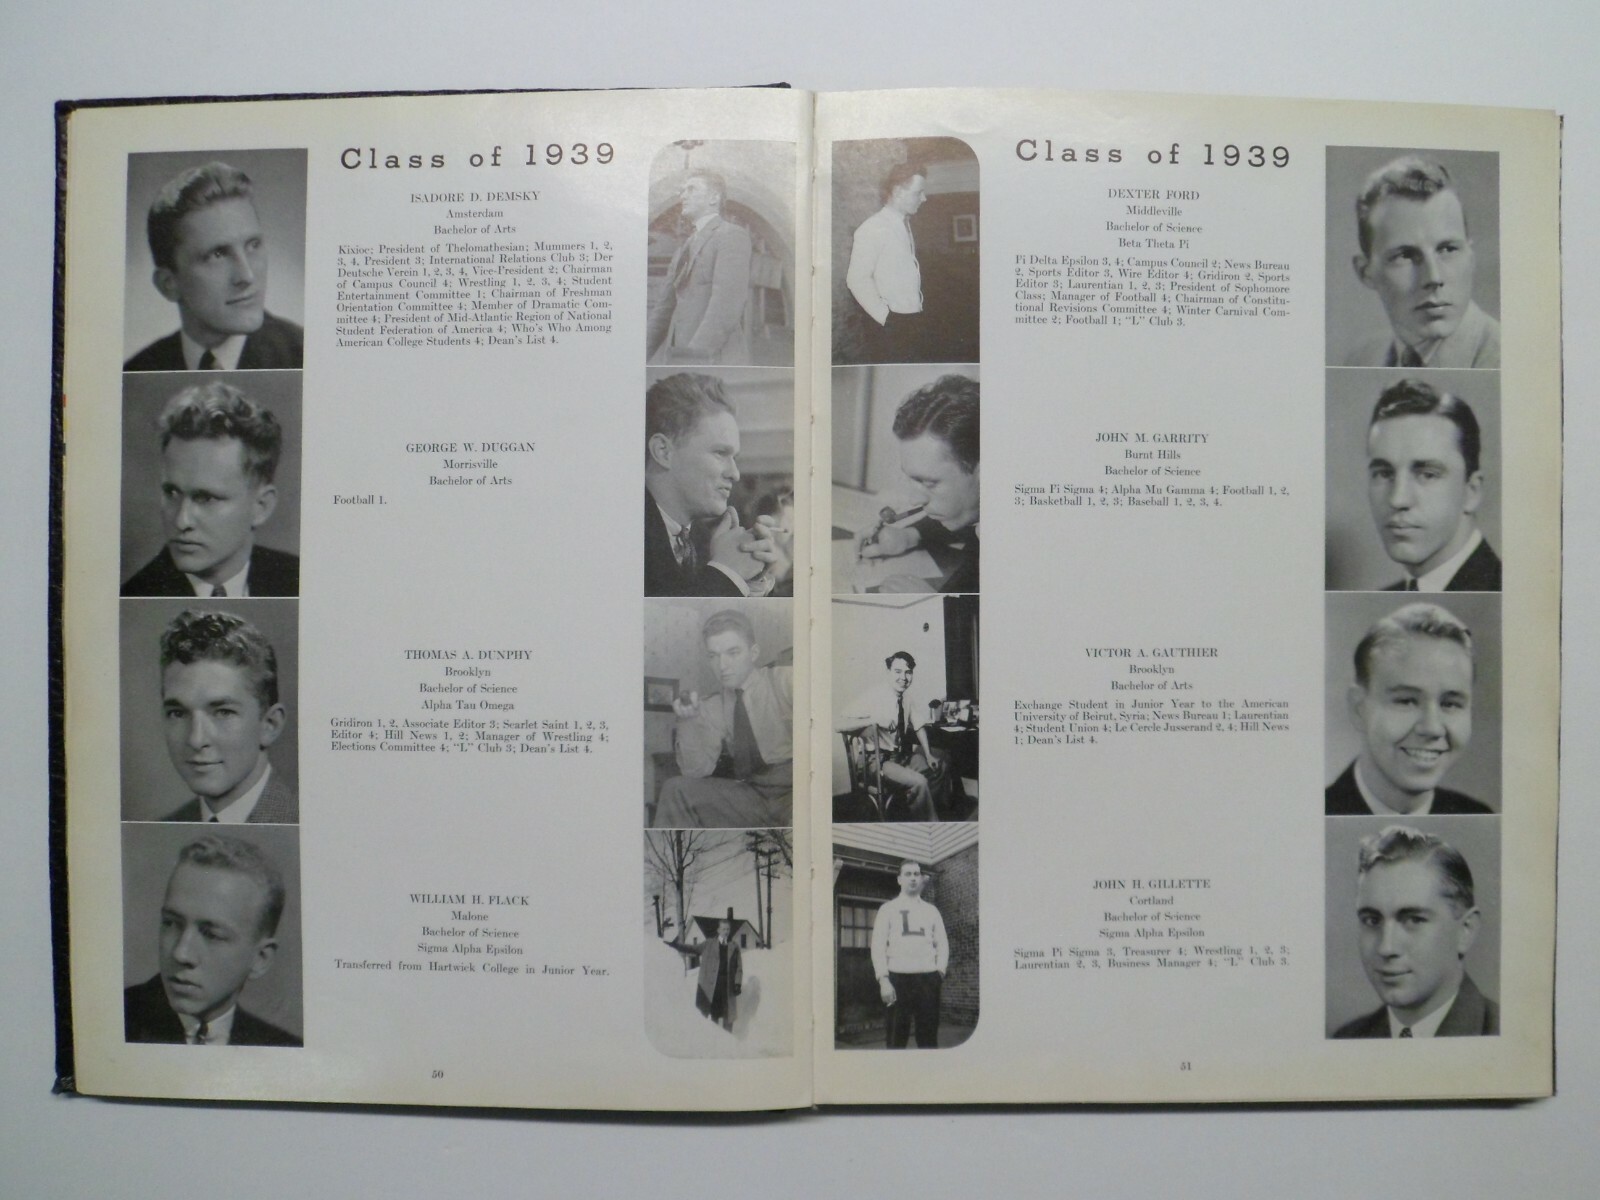 Class of 1939
ISADORE D. DEMSKY
Amsterdam
Bachelor of Arts
Kixioc; President of Thelomathesian; Mummers 1, 2,
3, 4, President 3; International Relations Club 3; Der
Deutsche Verein 1, 2, 3, 4, Vice-President 2; Chairman
of Campus Council 4; Wrestling 1, 2, 3, 4; Student
Entertainment Committee 1; Chairman of Freshman
Orientation Committee 4; Member of Dramatic Com-
mittee 4; President of Mid-Atlantic Region of National
Student Federation of America 4; Who's Who Among
American College Students 4; Dean's List 4.
GEORGE W. DUGGAN
Morrisville
Bachelor of Arts
Football 1.
THOMAS A. DUNPHY
Brooklyn
Bachelor of Science
Alpha Tau Omega
Gridiron 1, 2, Associate Editor 3; Scarlet Saint 1, 2, 3,
Editor 4; Hill News 1, 2; Manager of Wrestling 4;
Elections Committee 4; "L" Club 3; Dean's List 4.
WILLIAM H. FLACK
Malone
Bachelor of Science
Sigma Alpha Epsilon
Transferred from Hartwick College in Junior Year.
50
Class of 1939
DEXTER FORD
Middleville
Bachelor of Science
Beta Theta Pi
Pi Delta Epsilon 3, 4; Campus Council 2; News Bureau
2, Sports Editor 3, Wire Editor 4; Gridiron 2, Sports
Editor 3; Laurentian 1, 2, 3; President of Sophomore
Class; Manager of Football 4; Chairman of Constitu-
tional Revisions Committee 4; Winter Carnival Com-
mittee 2; Football 1; "L" Club 3.
JOHN M. GARRITY
Burnt Hills
Bachelor of Science
Sigma Pi Sigma 4; Alpha Mu Gamma 4; Football 1, 2,
3; Basketball 1, 2, 3; Baseball 1, 2, 3, 4.
VICTOR A. GAUTHIER
Brooklyn
Bachelor of Arts
Exchange Student in Junior Year to the American
University of Beirut, Syria; News Bureau 1; Laurentian
4; Student Union 4; Le Cercle Jusserand 2, 4; Hill News
1; Dean's List 4.
L
JOHN H. GILLETTE
Cortland
Bachelor of Science
Sigma Alpha Epsilon
Sigma Pi Sigma 3, Treasurer 4; Wrestling 1, 2, 3;
Laurentian 2, 3, Business Manager 4; "L" Club 3.
51